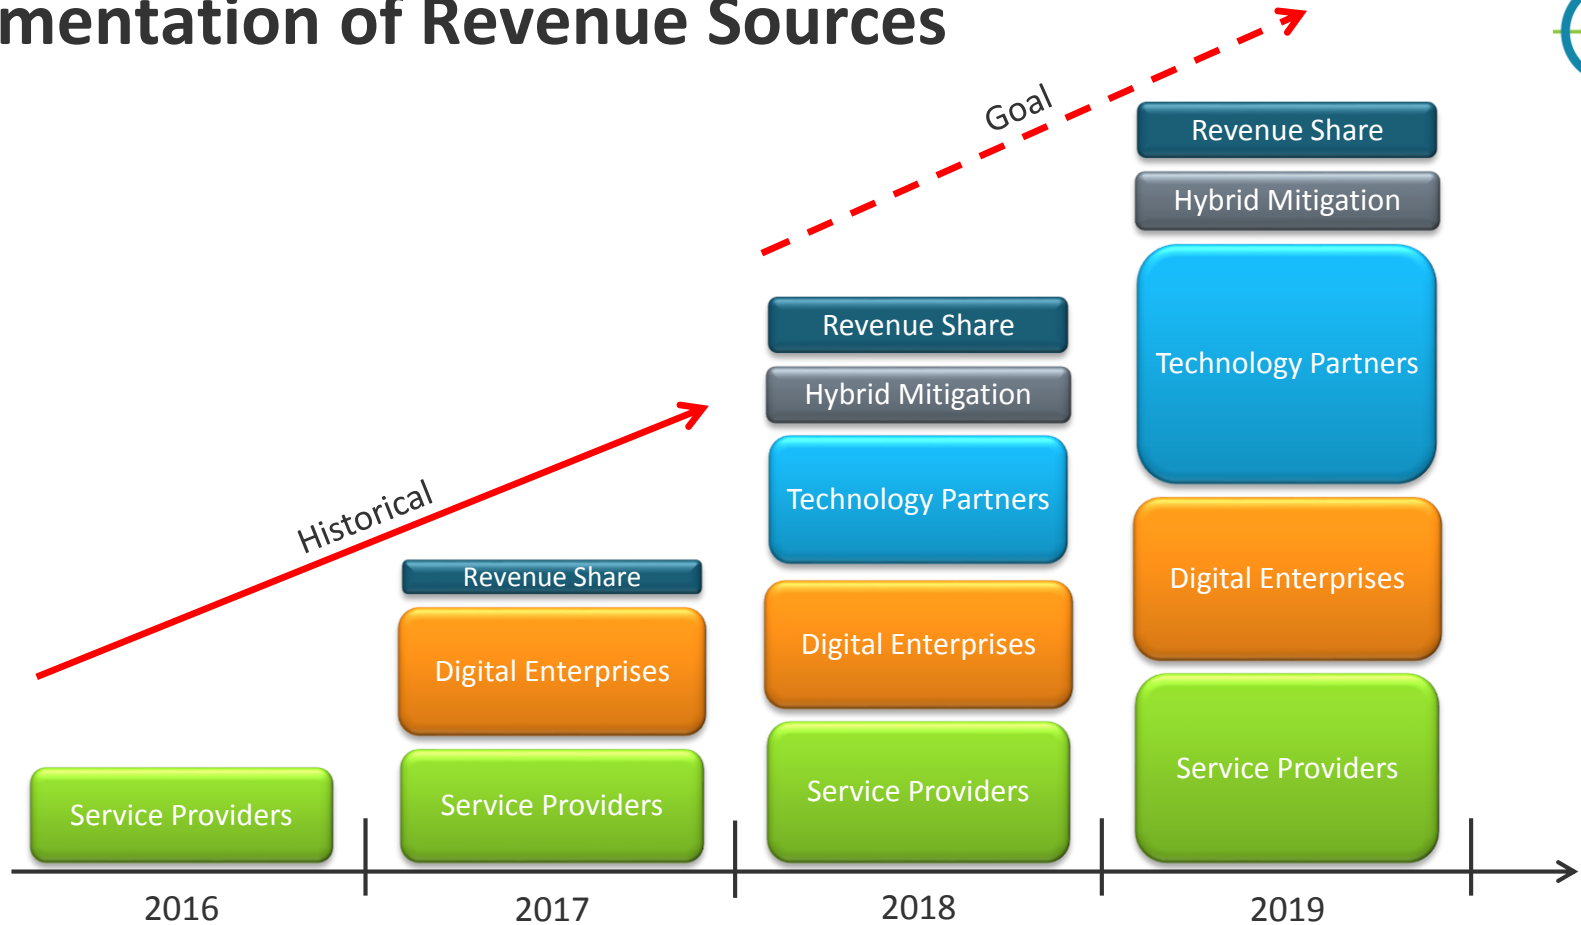 mentation of Revenue Sources
Goal
Historical
Revenue Share
Hybrid Mitigation
Technology Partners
Digital Enterprises
Service Providers
Revenue Share
Hybrid Mitigation
Technology Partners
Digital Enterprises
Service Providers
Revenue Share
Digital Enterprises
Service Providers
Service Providers
2016
2017
2018
2019